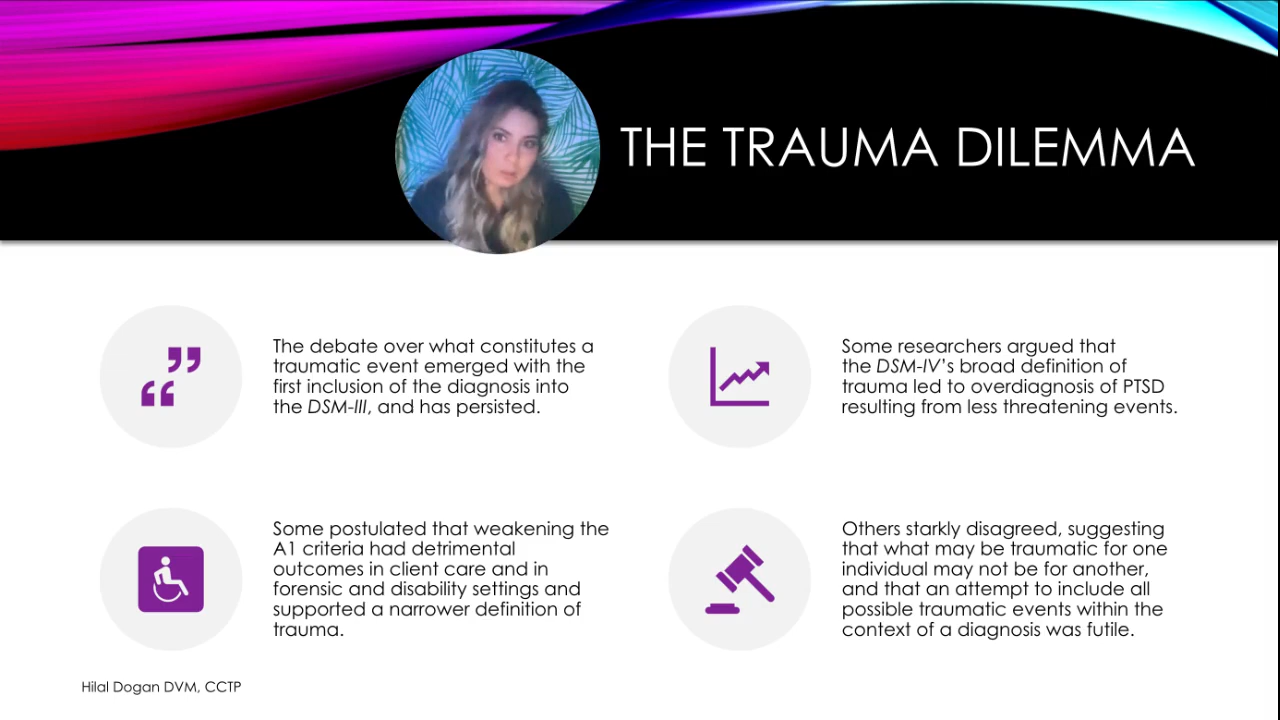 THE TRAUMA DILEMMA
The debate over what constitutes a
traumatic event emerged with the
first inclusion of the diagnosis into
the DSM-III, and has persisted.
Some researchers argued that
the DSM-IV’s broad definition of
trauma led to overdiagnosis of PTSD
resulting from less threatening events.
Some postulated that weakening the
A1 criteria had detrimental
outcomes in client care and in
forensic and disability settings and
supported a narrower definition of
trauma.
Others starkly disagreed, suggesting
that what may be traumatic for one
individual may not be for another,
and that an attempt to include all
possible traumatic events within the
context of a diagnosis was futile.
Hilal Dogan DVM, CCTP